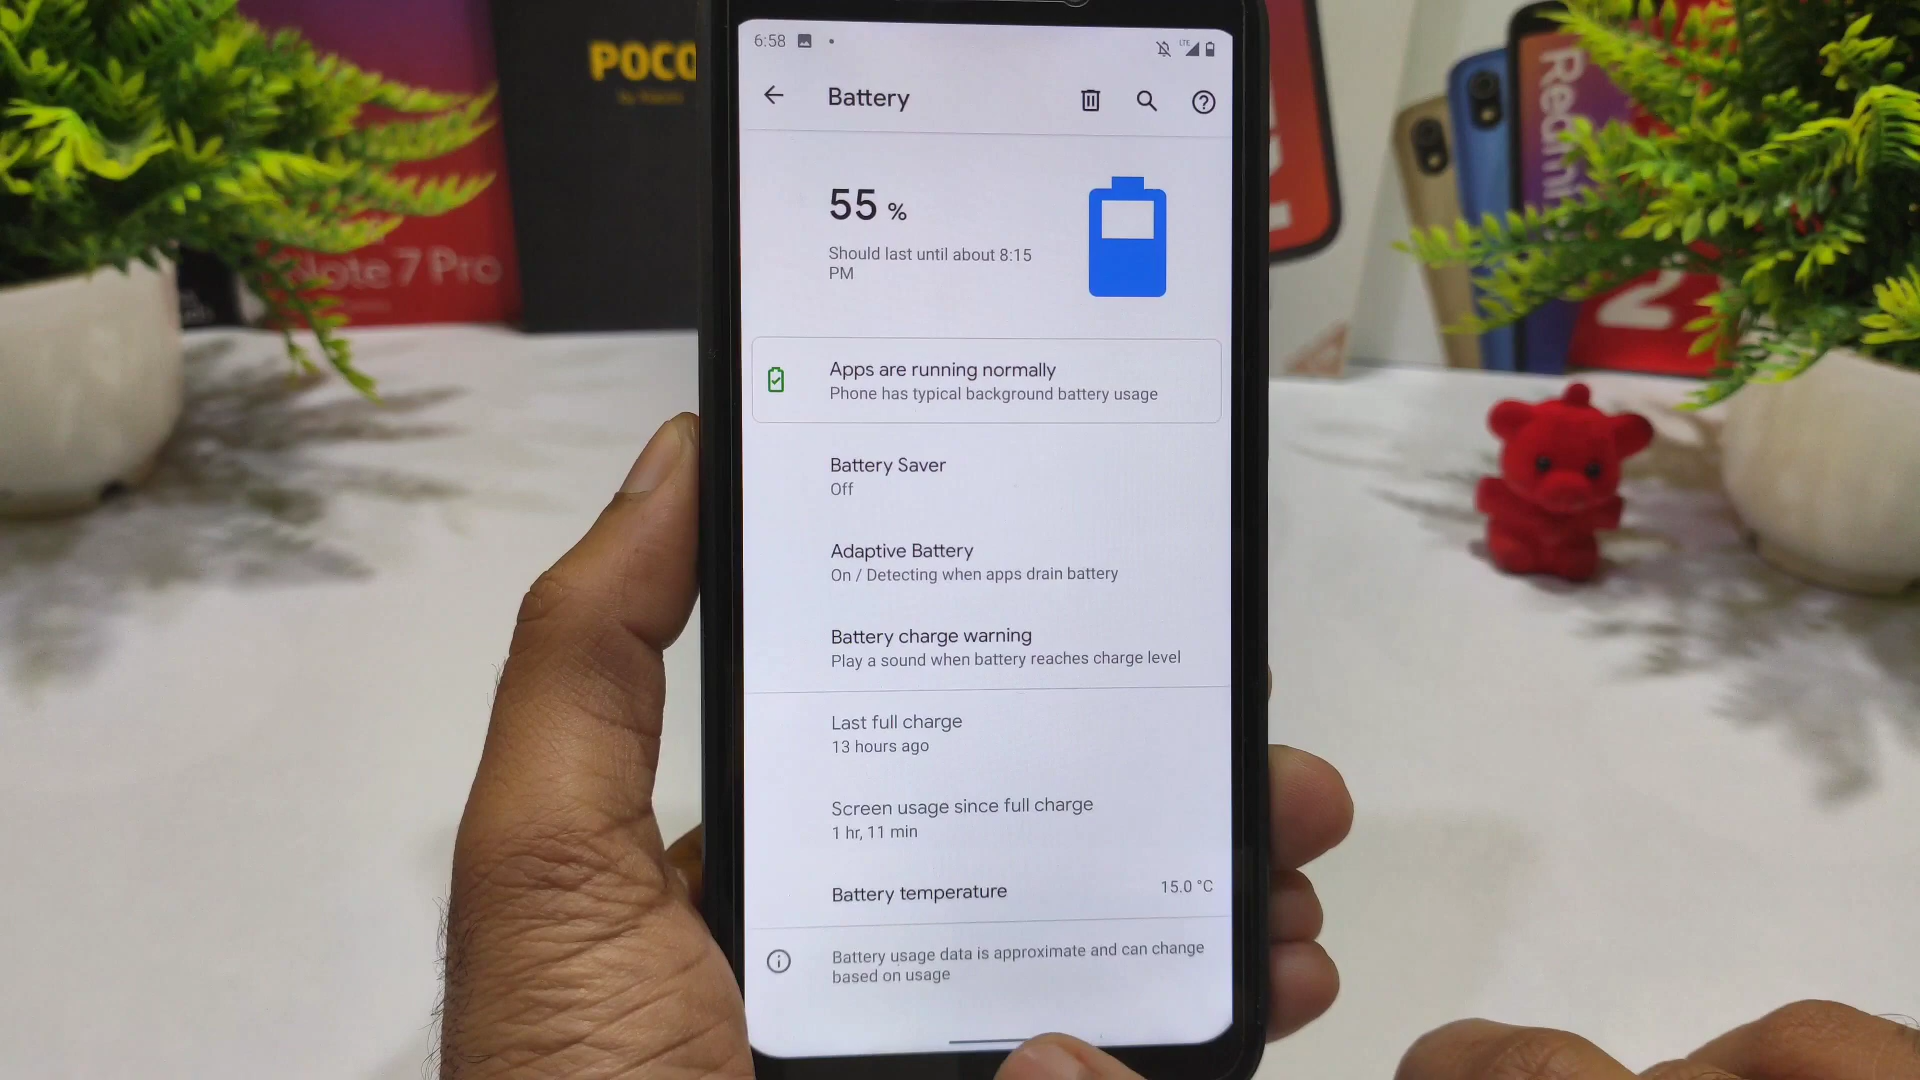 6:58
LTE
Battery
55 %
Should last until about 8:15
PM
Apps are running normally
Phone has typical background battery usage
Battery Saver
Off
Adaptive Battery
On / Detecting when apps drain battery
Battery charge warning
Play a sound when battery reaches charge level
Last full charge
13 hours ago
Screen usage since full charge
1 hr, 11 min
Battery temperature
15.0 °C
Battery usage data is approximate and can change
based on usage
POCO
Note 7 Pro
Redmi
2